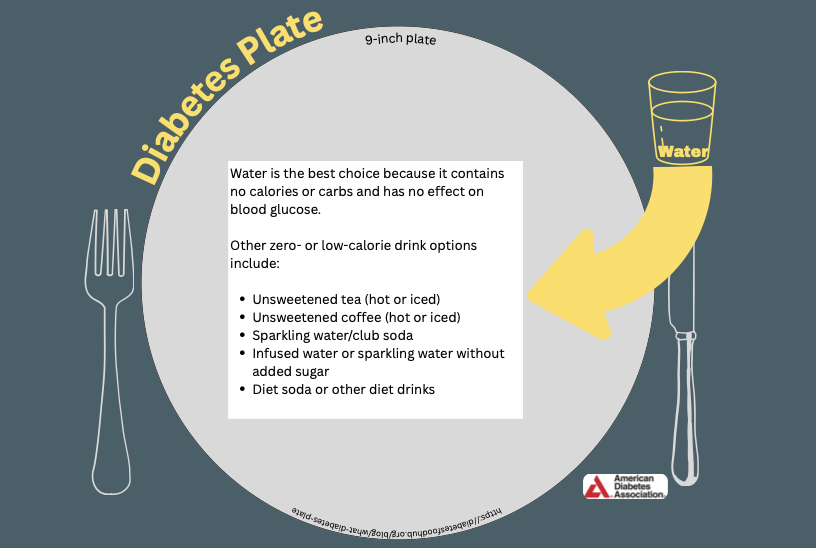 Diabetes Plate
9-inch plate
Water
Water is the best choice because it contains
no calories or carbs and has no effect on
blood glucose.
Other zero- or low-calorie drink options
include:
• Unsweetened tea (hot or iced)
• Unsweetened coffee (hot or iced)
• Sparkling water/club soda
• Infused water or sparkling water without
added sugar
• Diet soda or other diet drinks
American
Diabetes
Association®
https://diabetesfoodhub.org/blog/what-diabetes-plate